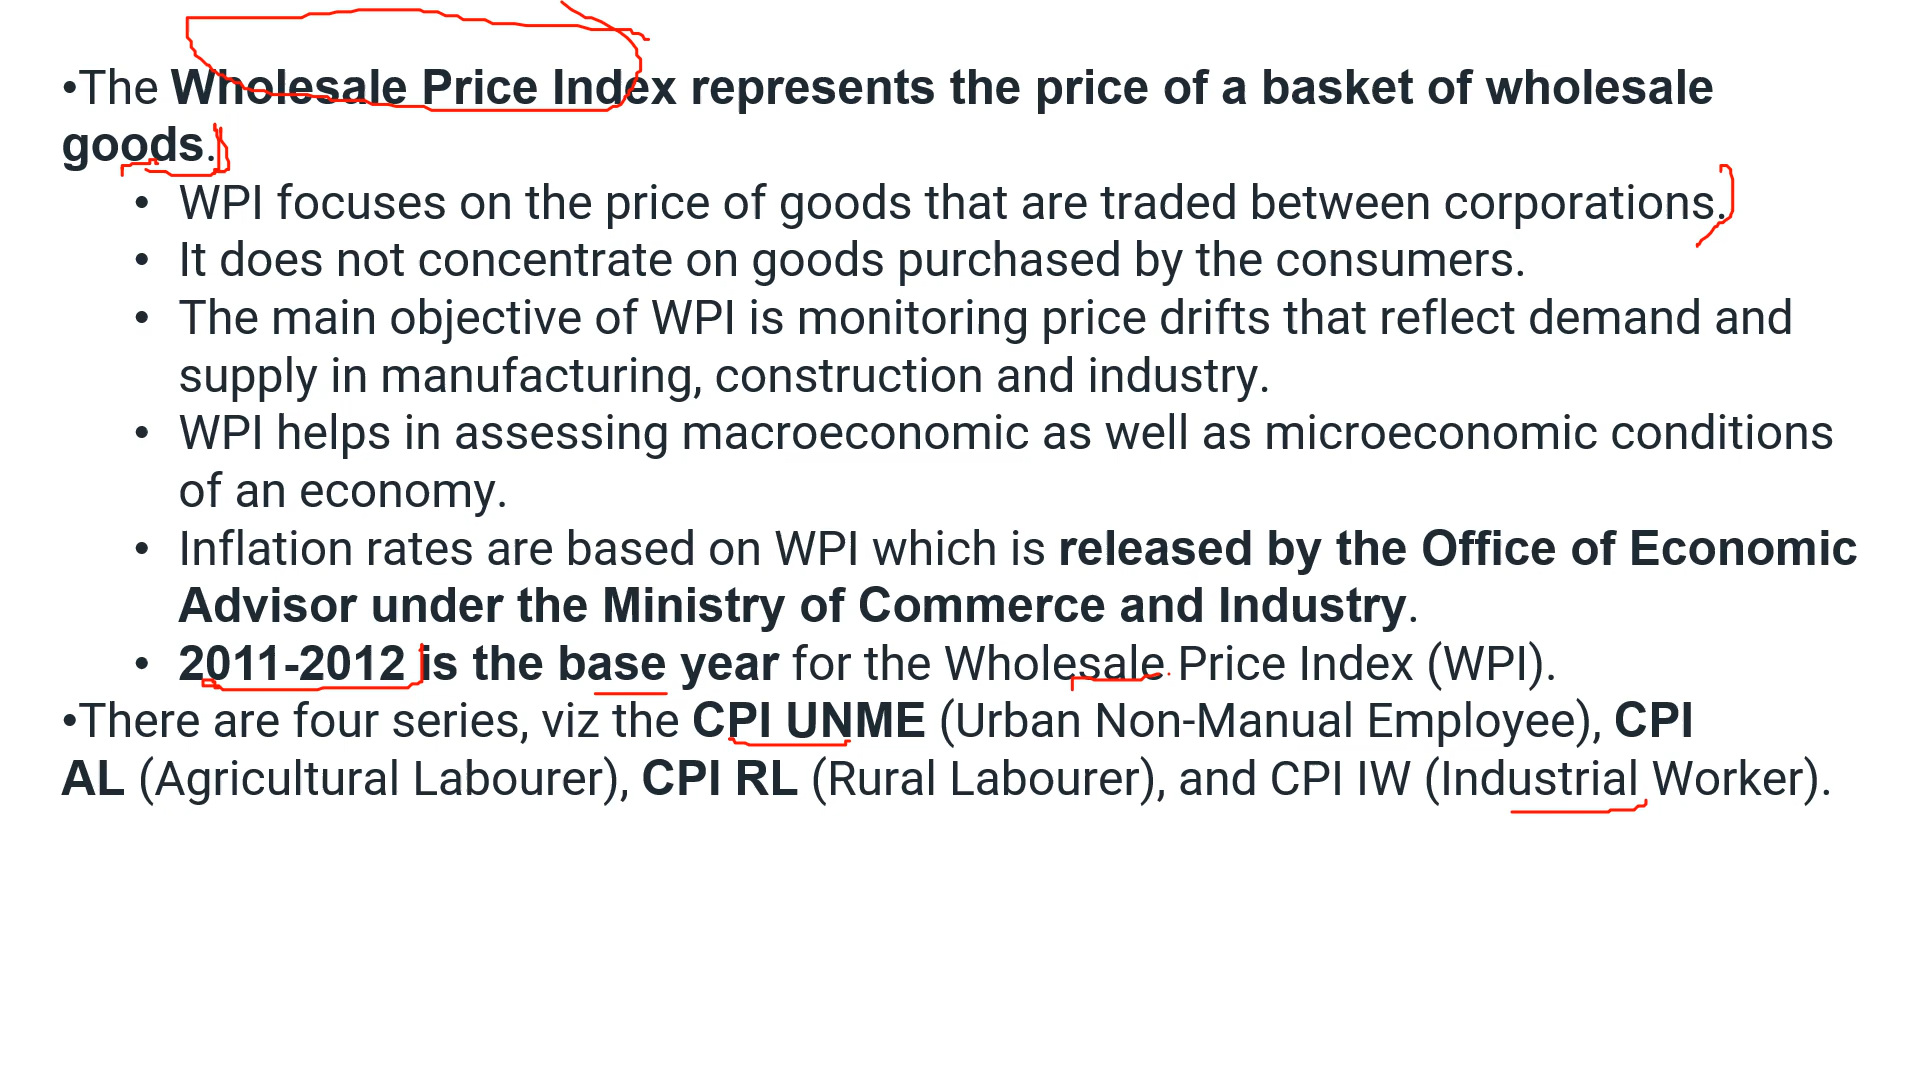 •The Wholesale Price Index represents the price of a basket of wholesale
goods.
• WPI focuses on the price of goods that are traded between corporations.
• It does not concentrate on goods purchased by the consumers.
• The main objective of WPI is monitoring price drifts that reflect demand and
supply in manufacturing, construction and industry.
• WPI helps in assessing macroeconomic as well as microeconomic conditions
of an economy.
• Inflation rates are based on WPI which is released by the Office of Economic
Advisor under the Ministry of Commerce and Industry.
• 2011-2012 is the base year for the Wholesale Price Index (WPI).
•There are four series, viz the CPI UNME (Urban Non-Manual Employee), CPI
AL (Agricultural Labourer), CPI RL (Rural Labourer), and CPI IW (Industrial Worker).